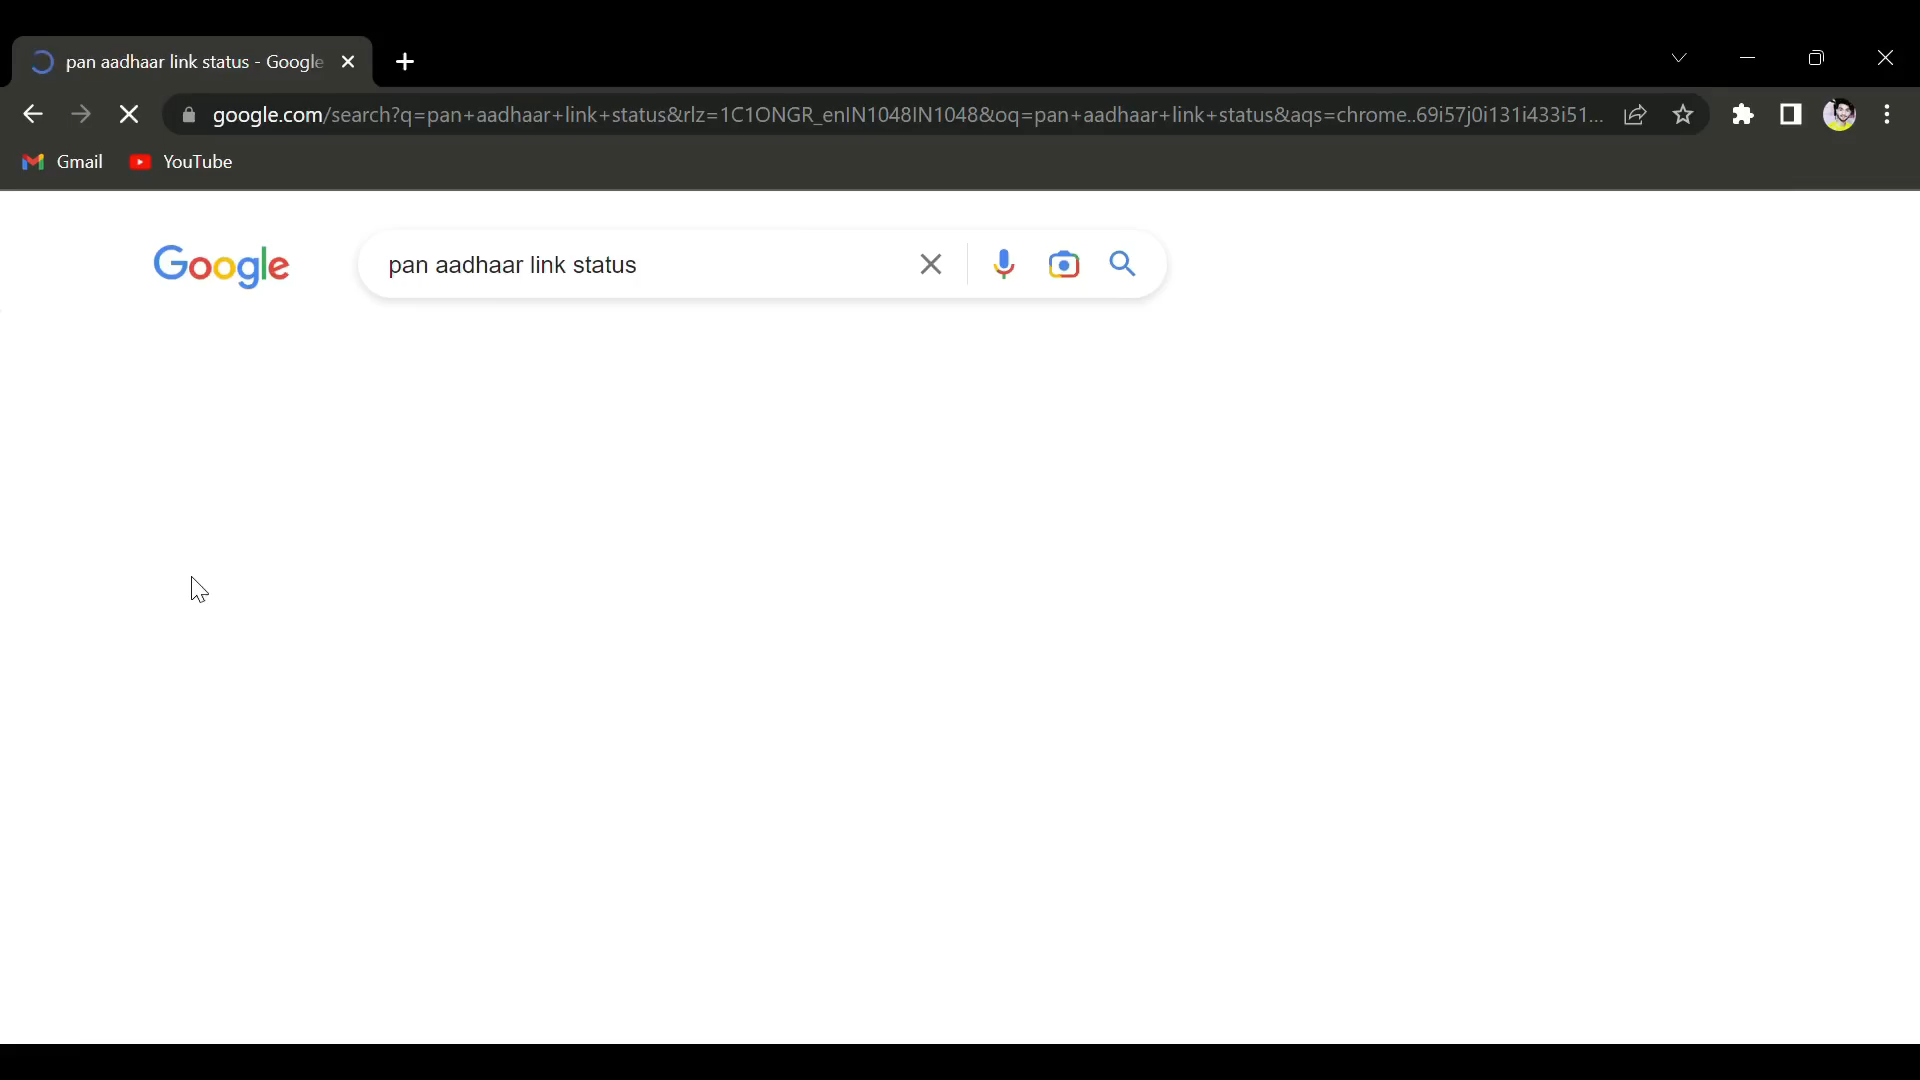 pan aadhaar link status - Google
google.com/search?q=pan+aadhaar+link+status&rlz=1C1ONGR_enIN1048IN1048&oq=pan+aadhaar+link+status&aqs=chrome..69i57j0i131i433i51...
Gmail YouTube
Google pan aadhaar link status